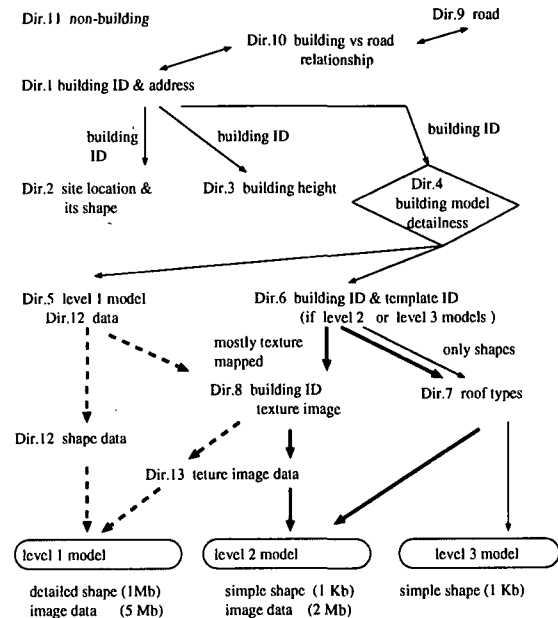 Dir.11 non-building
Dir.9 road
Dir.10 building vs road
relationship
Dir.1 building ID & address
building
ID
building ID
building ID
Dir.2 site location &
its shape
Dir.3 building height
Dir.4
building model
detailness
Dir.5 level 1 model
Dir.12 data
Dir.6 building ID & template ID
(if level 2 or level 3 models )
mostly texture
mapped
only shapes
Dir.8 building ID
texture image
Dir.7 roof types
Dir.12 shape data
Dir.13 teture image data
level 1 model
level 2 model
level 3 model
detailed shape (1Mb)
image data (5 Mb)
simple shape (1 Kb)
image data (2 Mb)
simple shape (1 Kb)